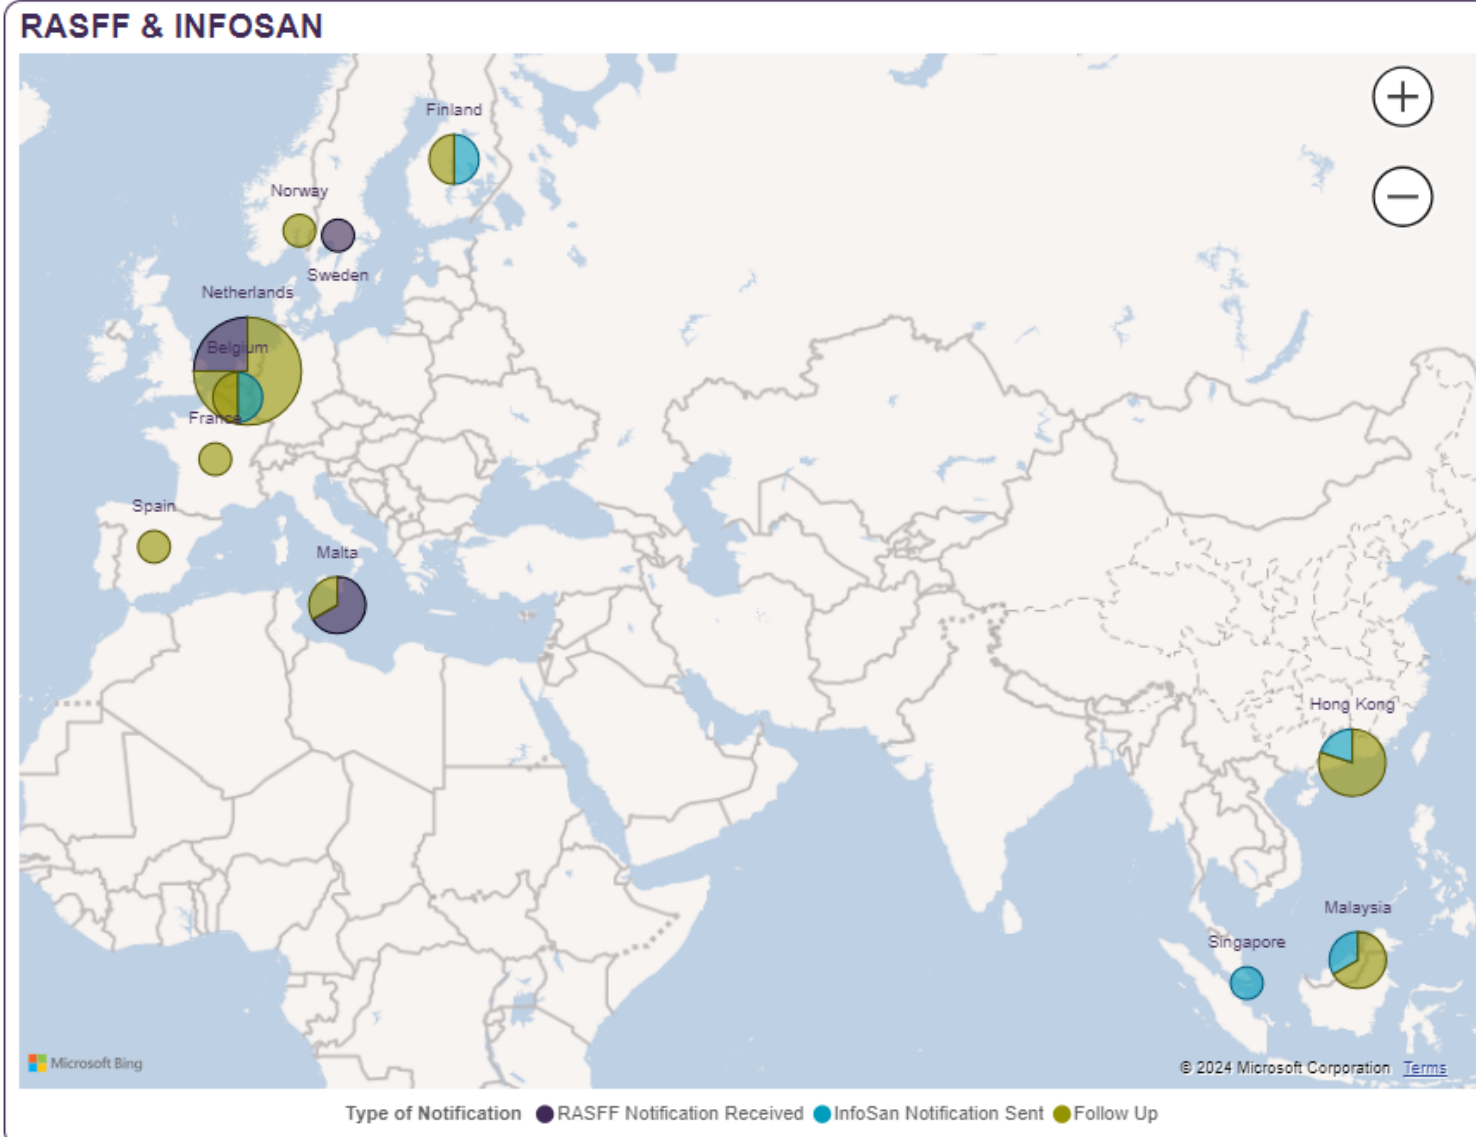 RASFF & INFOSAN
Finland
Norway
Sweden
Netherlands
Belgium
France
Spain
Malta
Hong Kong
Malaysia
Singapore
Microsoft Bing
© 2024 Microsoft Corporation Terms
Type of Notification RASFF Notification Received InfoSan Notification Sent Follow Up